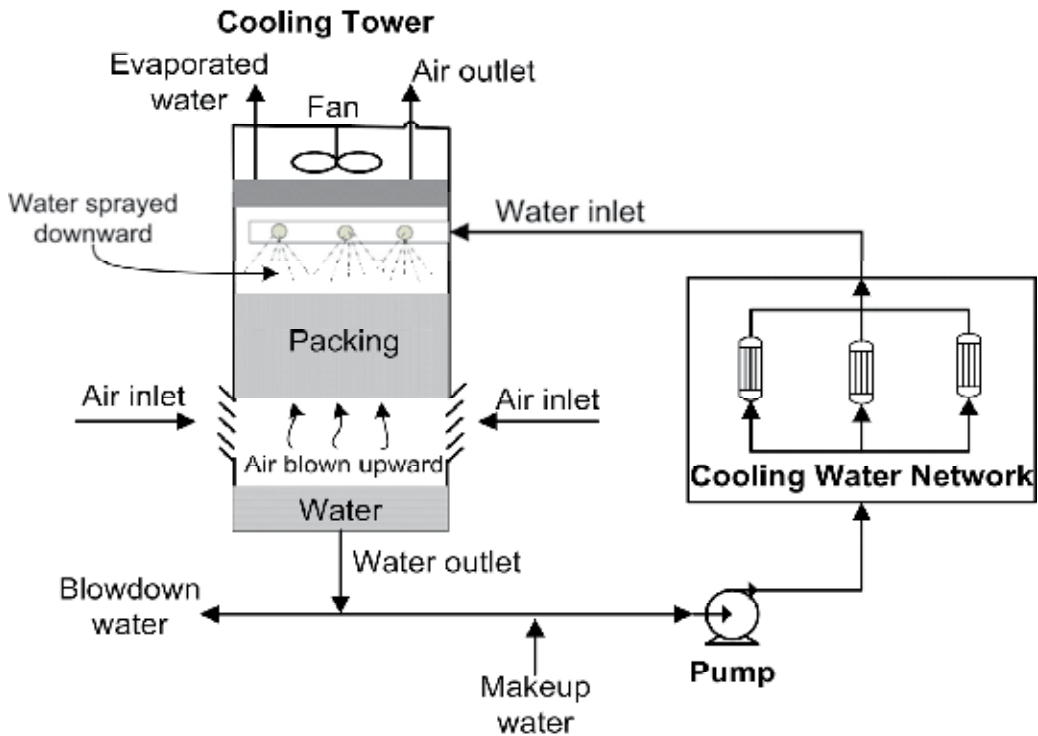 Cooling Tower
Evaporated
water
Air outlet
Fan
Water sprayed
downward
Water inlet
Packing
Air inlet
Air inlet
Air blown upward
Cooling Water Network
Water
Water outlet
Blowdown
water
Pump
Makeup
water